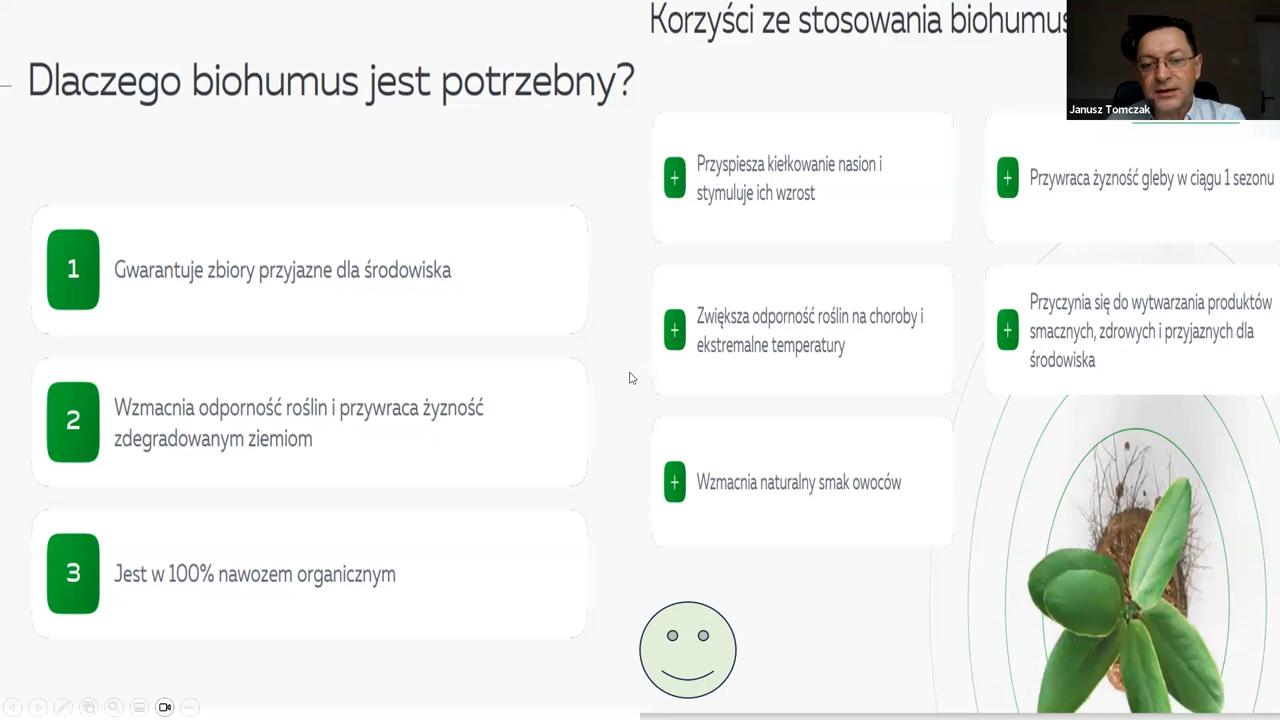 Dlaczego biohumus jest potrzebny?
1
Gwarantuje zbiory przyjazne dla środowiska
2
Wzmacnia odporność roślin i przywraca żyzność
zdegradowanym ziemiom
3
Jest w 100% nawozem organicznym
Korzyści ze stosowania biohumus
+
Przyspiesza kiełkowanie nasion i
stymuluje ich wzrost
+
Przywraca żyzność gleby w ciągu 1 sezonu
+
Zwiększa odporność roślin na choroby i
ekstremalne temperatury
+
Przyczynia się do wytwarzania produktów
smacznych, zdrowych i przyjaznych dla
środowiska
+
Wzmacnia naturalny smak owoców
Janusz Tomczak